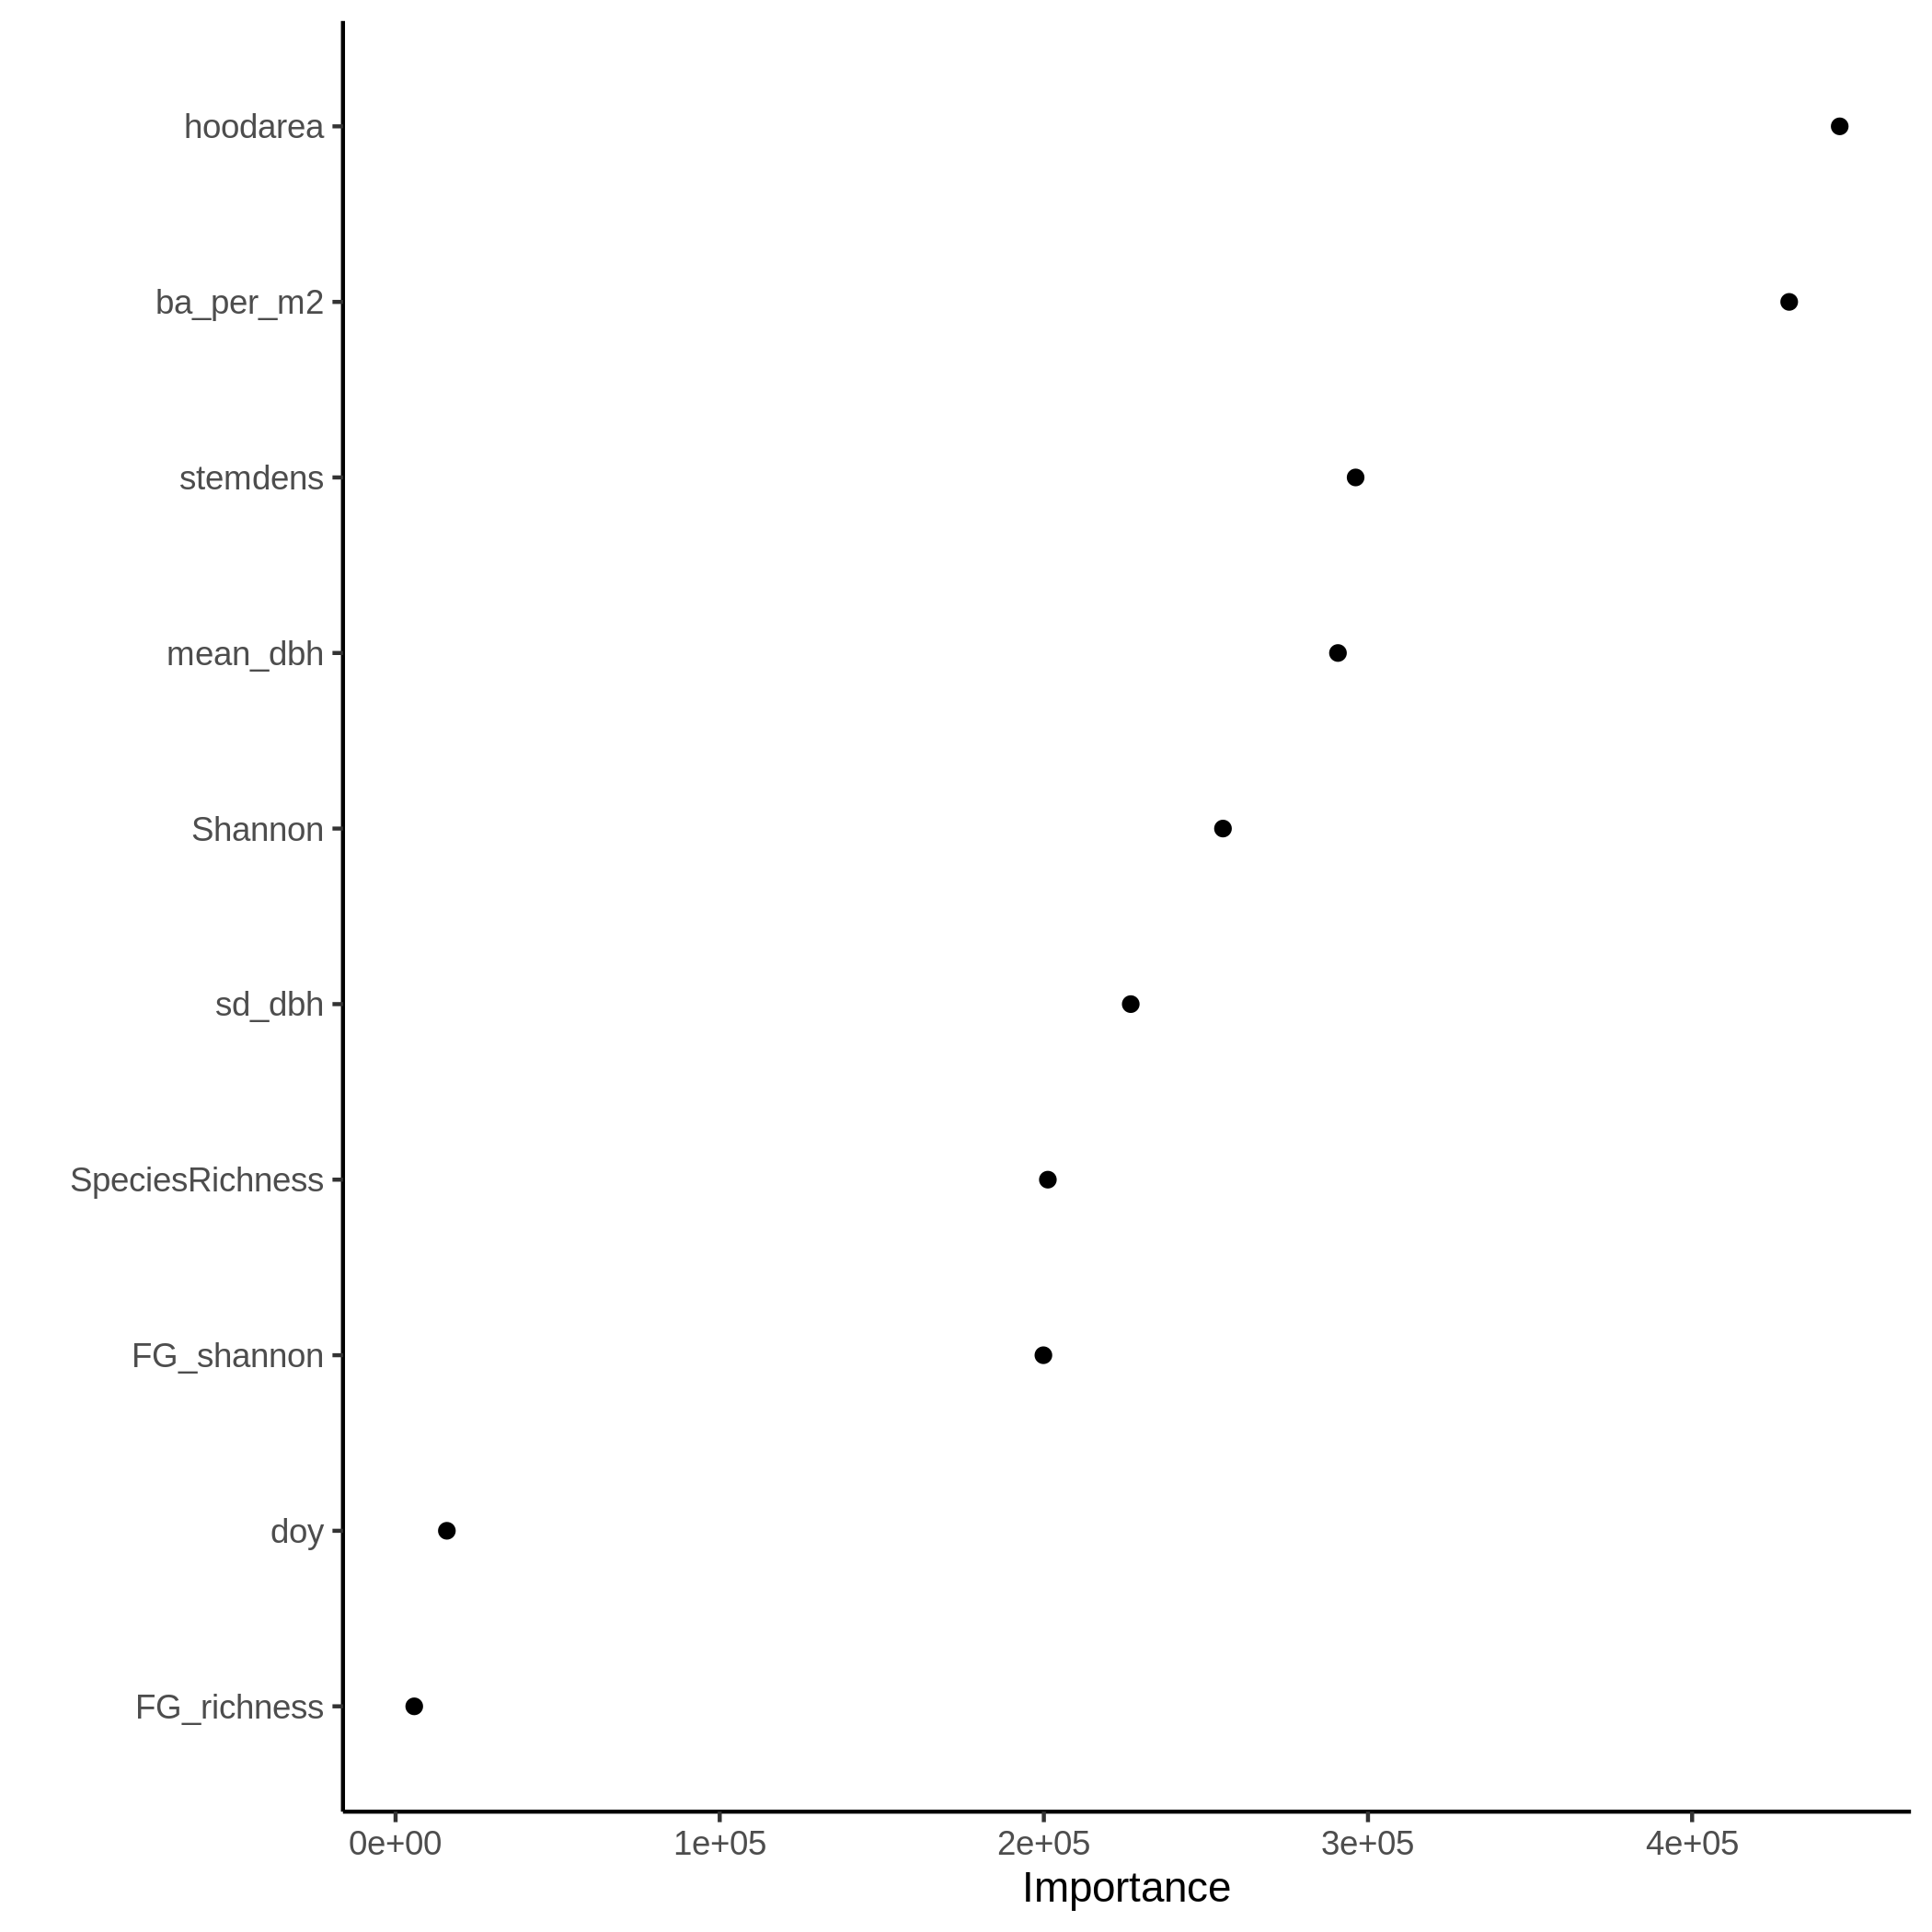 hoodarea
ba_per_m2
stemdens
mean_dbh
Shannon
sd_dbh
SpeciesRichness
FG_shannon
doy
FG_richness
0e+00 1e+05 2e+05 3e+05 4e+05
Importance